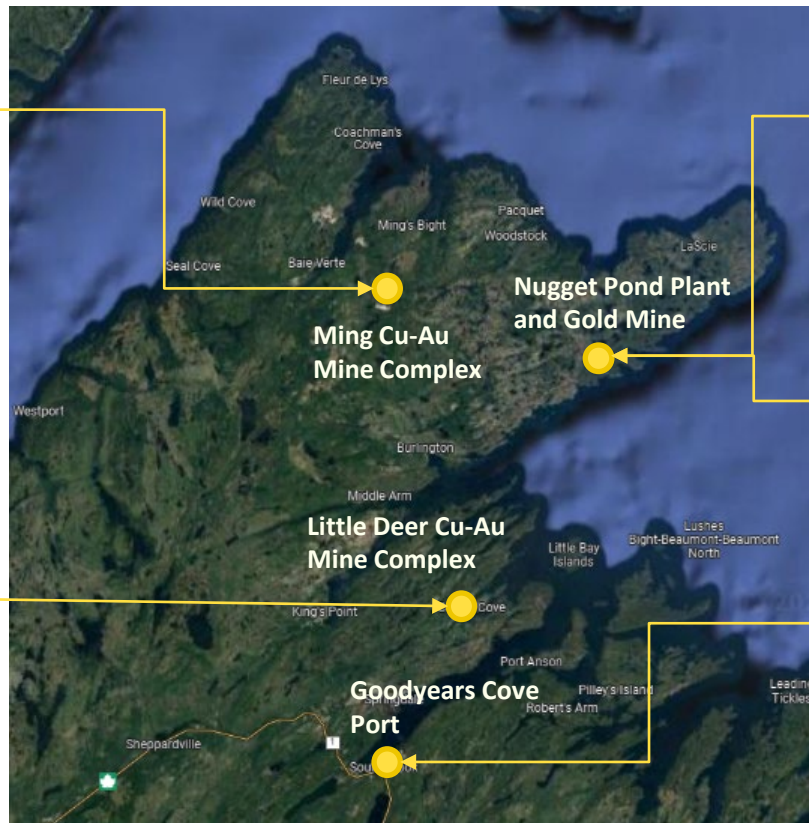 Fleur de Lys
Coachman's
Cove
Wild Cove
Pacquet
Ming's Bight
Woodstock
LaScie
Seal Cove
Baie Verte
Nugget Pond Plant
and Gold Mine
Ming Cu-Au
Mine Complex
Westport
Burlington
Middle Arm
Little Deer Cu-Au
Mine Complex
Lushes
Bight-Beaumont-Beaumont
North
Little Bay
Islands
King's Point
Cove
Port Anson
Goodyears Cove
Port
Pilley's Island
Robert's Arm
Leading
Tickles
Sheppardville
1